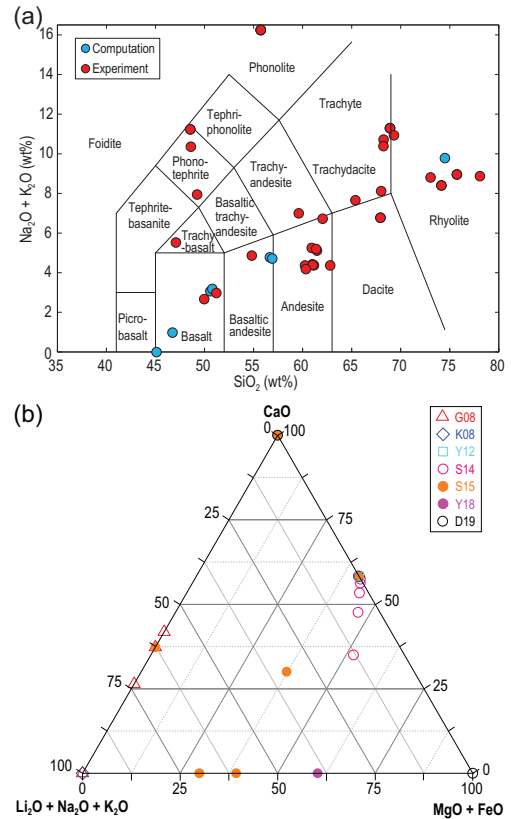 (a)
Computation
Experiment
Foidite
Phonolite
Tephri-
phonolite
Trachyte
Phono-
tephrite
Trachy-
andesite
Trachydacite
Tephrite-
basanite
Basaltic
trachy-
andesite
Trachy
-basalt
Rhyolite
Picro-
basalt
Basalt
Basaltic
andesite
Andesite
Dacite
Na2O + K2O (wt%)
16
14
12
10
8
6
4
2
0
35 40 45 50 55 60 65 70 75 80
SiO2 (wt%)
(b)
CaO
0 100
G08
K08
Y12
S14
S15
Y18
D19
25 75
50 50
75 25
100 0
0 25 50 75 100
Li2O + Na2O + K2O
MgO + FeO